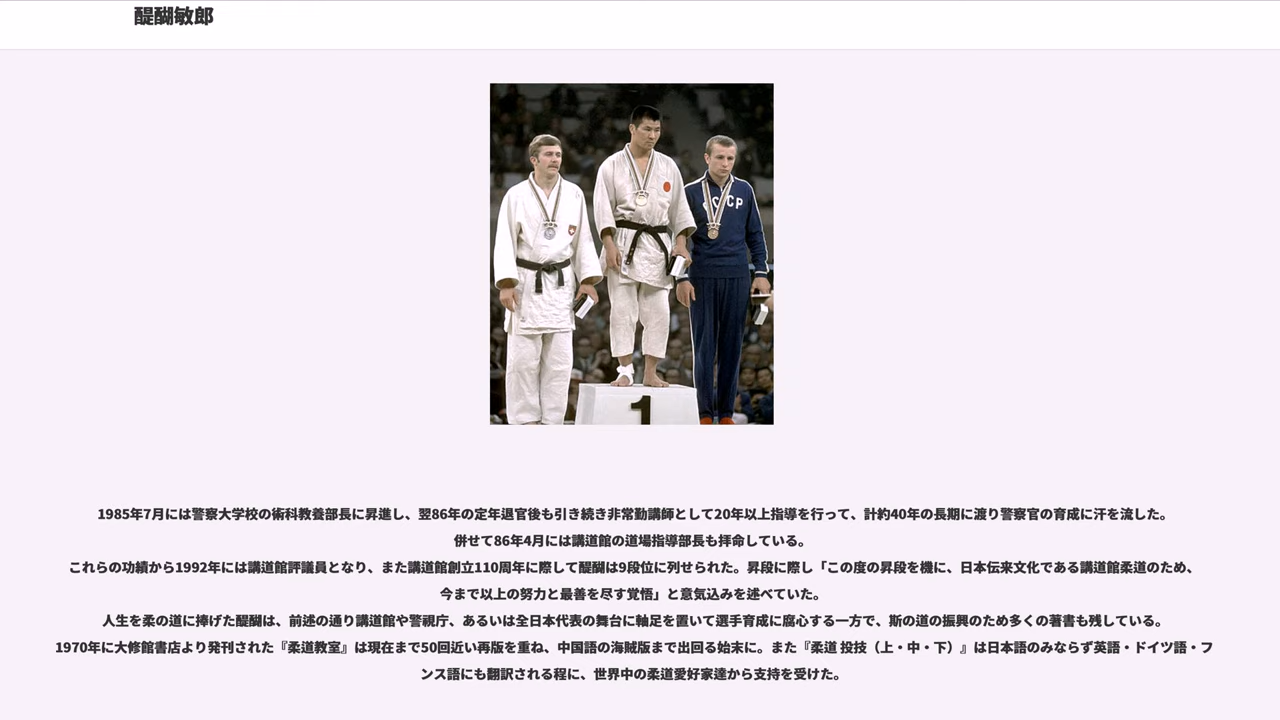 醍醐敏郎
CCCP
1
1985年7月には警察大学校の術科教養部長に昇進し、翌86年の定年退官後も引き続き非常勤講師として20年以上指導を行って、計約40年の長期に渡り警察官の育成に汗を流した。
併せて86年4月には講道館の道場指導部長も拝命している。
これらの功績から1992年には講道館評議員となり、また講道館創立110周年に際して醍醐は9段位に列せられた。昇段に際し「この度の昇段を機に、日本伝来文化である講道館柔道のため、
今まで以上の努力と最善を尽す覚悟」と意気込みを述べていた。
人生を柔の道に捧げた醍醐は、前述の通り講道館や警視庁、あるいは全日本代表の舞台に軸足を置いて選手育成に腐心する一方で、斯の道の振興のため多くの著書も残している。
1970年に大修館書店より発刊された『柔道教室』は現在まで50回近い再版を重ね、中国語の海賊版まで出回る始末に。また『柔道 投技（上・中・下）』は日本語のみならず英語・ドイツ語・フ
ンス語にも翻訳される程に、世界中の柔道愛好家達から支持を受けた。